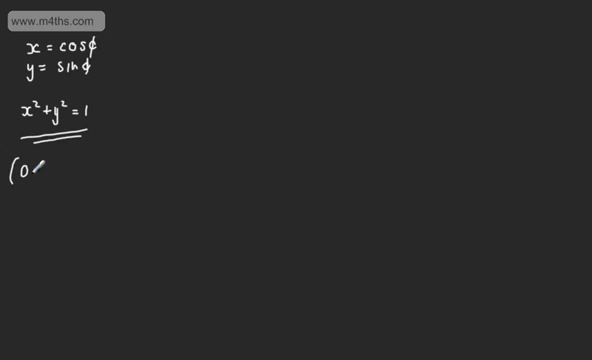 www.m4ths.com
x = cosϕ
y = sinϕ
x² + y² = 1
(0